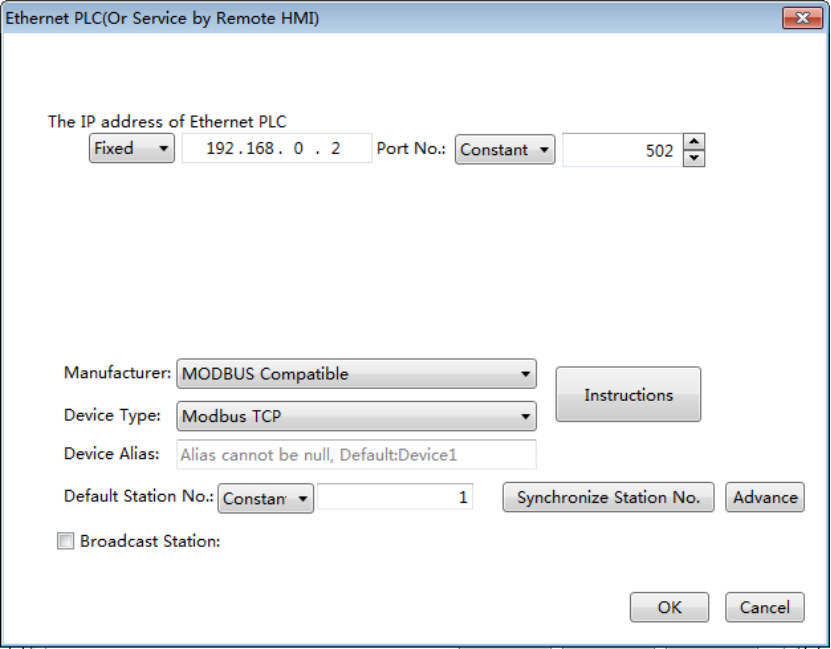 Ethernet PLC(Or Service by Remote HMI)
The IP address of Ethernet PLC
Fixed 192.168. 0 . 2 Port No.: Constant 502
Manufacturer: MODBUS Compatible
Instructions
Device Type: Modbus TCP
Device Alias: Alias cannot be null, Default:Device1
Default Station No.: Constan 1 Synchronize Station No. Advance
Broadcast Station:
OK Cancel